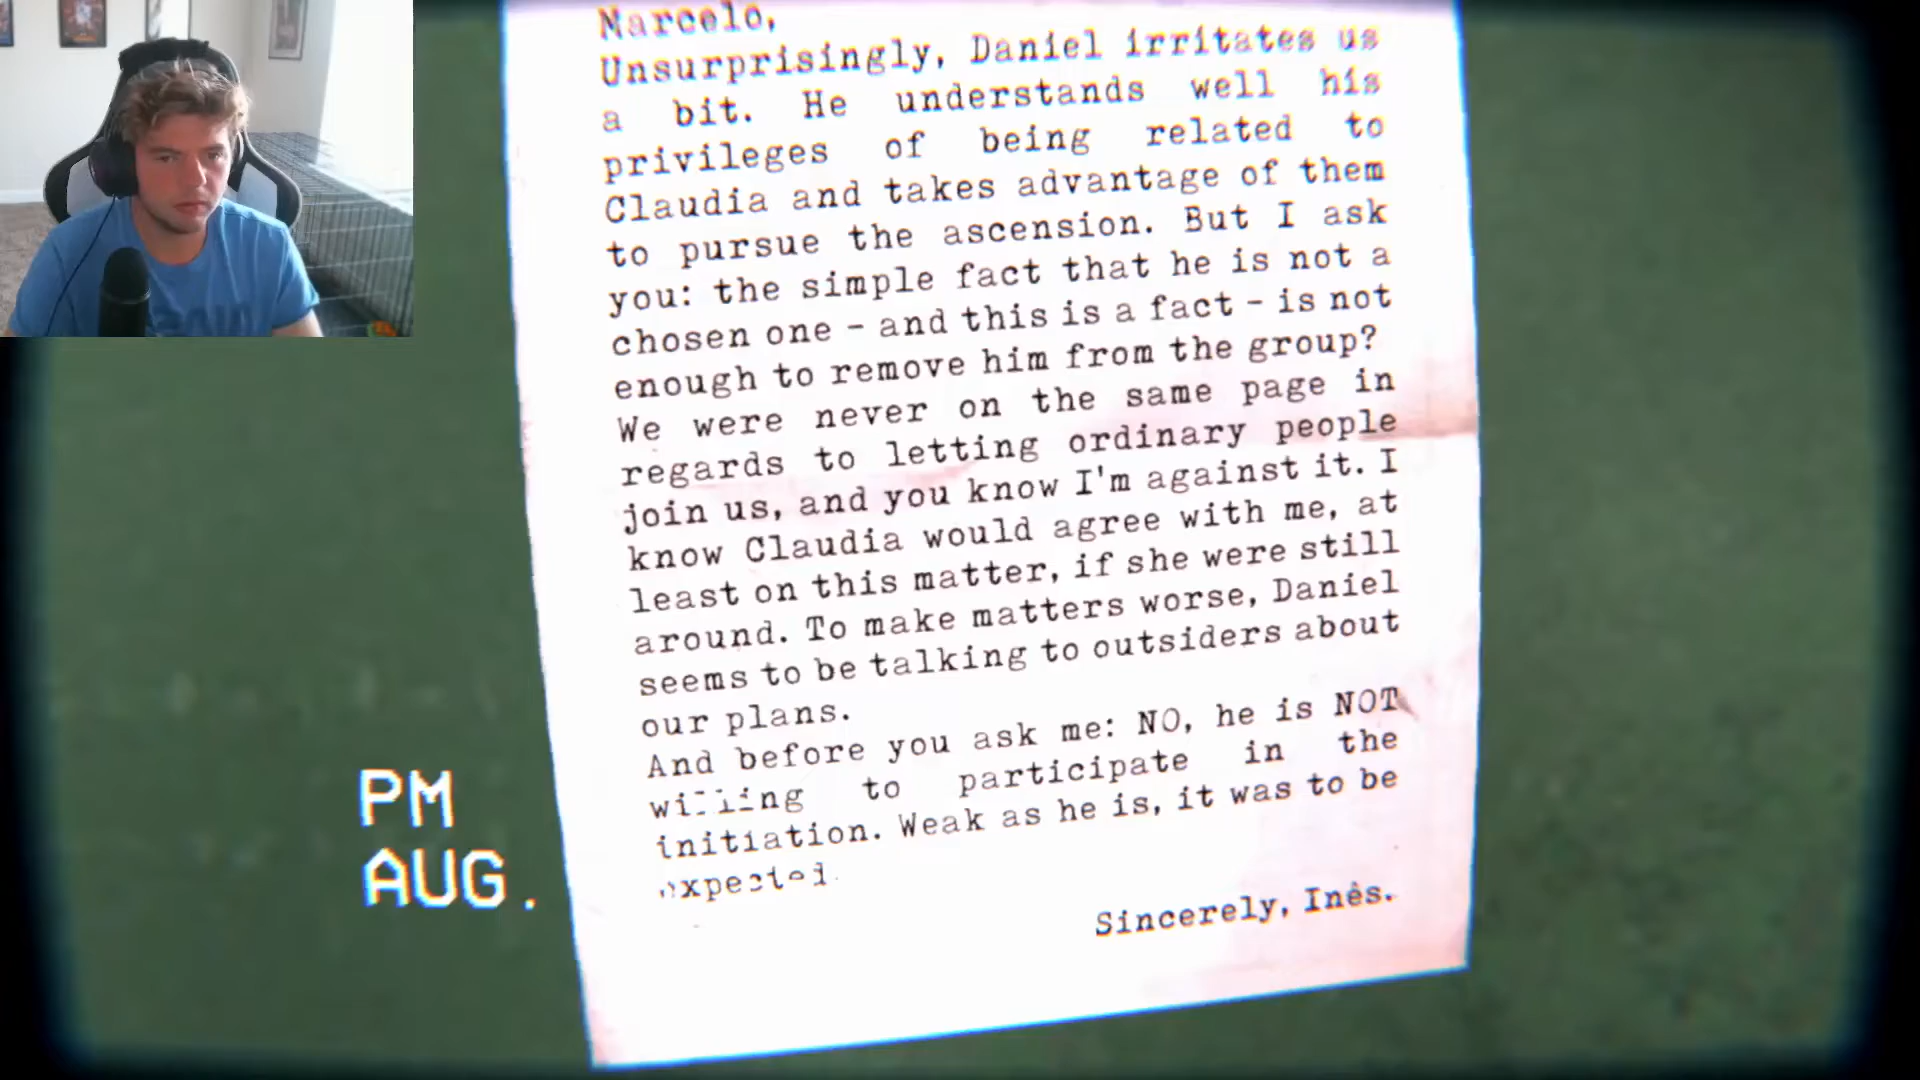 Marcelo,
Unsurprisingly, Daniel irritates us
a bit. He understands well his
privileges of being related to
Claudia and takes advantage of them
to pursue the ascension. But I ask
you: the simple fact that he is not a
chosen one - and this is a fact - is not
enough to remove him from the group?
We were never on the same page in
regards to letting ordinary people
join us, and you know I'm against it. I
know Claudia would agree with me, at
least on this matter, if she were still
around. To make matters worse, Daniel
seems to be talking to outsiders about
our plans.
And before you ask me: NO, he is NOT
willing to participate in the
initiation. Weak as he is, it was to be
expected.
Sincerely, Inês.
PM
AUG.